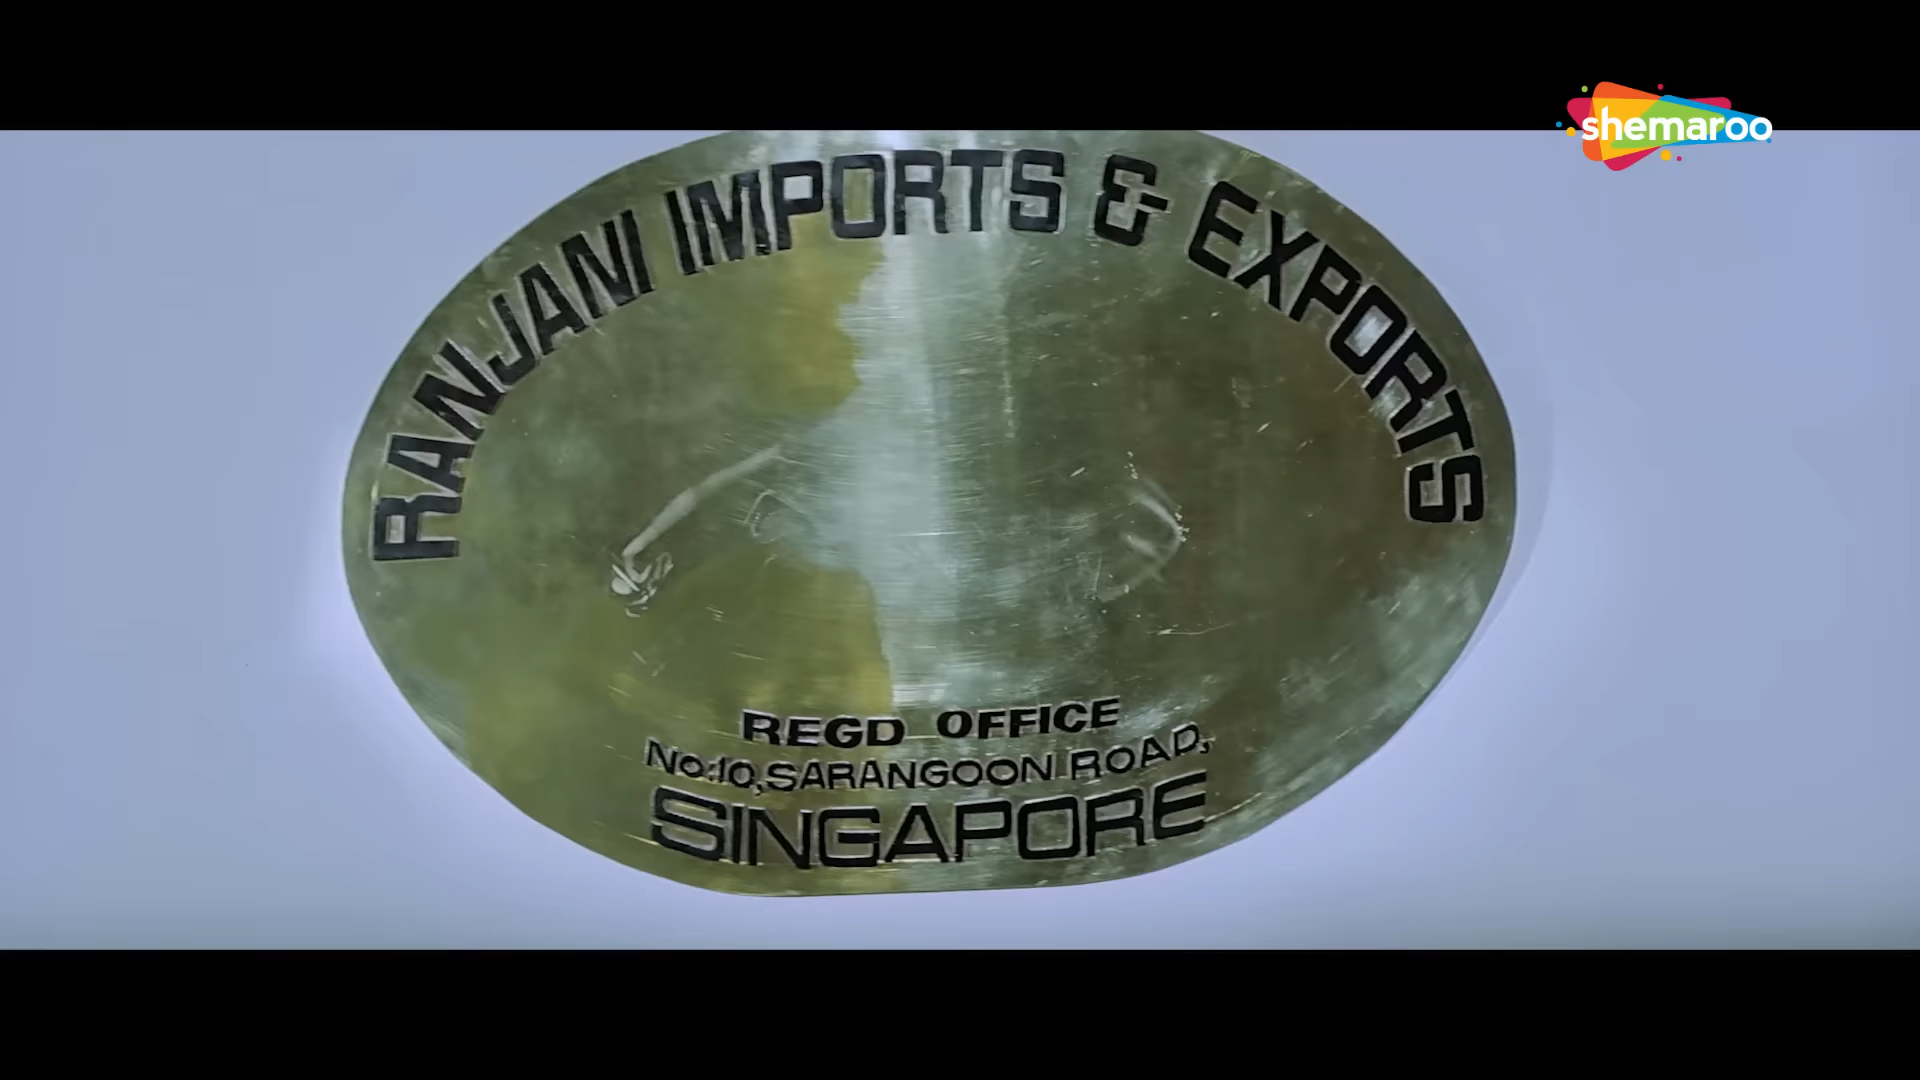 shemaroo
RANJANI IMPORTS & EXPORTS
REGD OFFICE
No:10,SARANGOON ROAD,
SINGAPORE